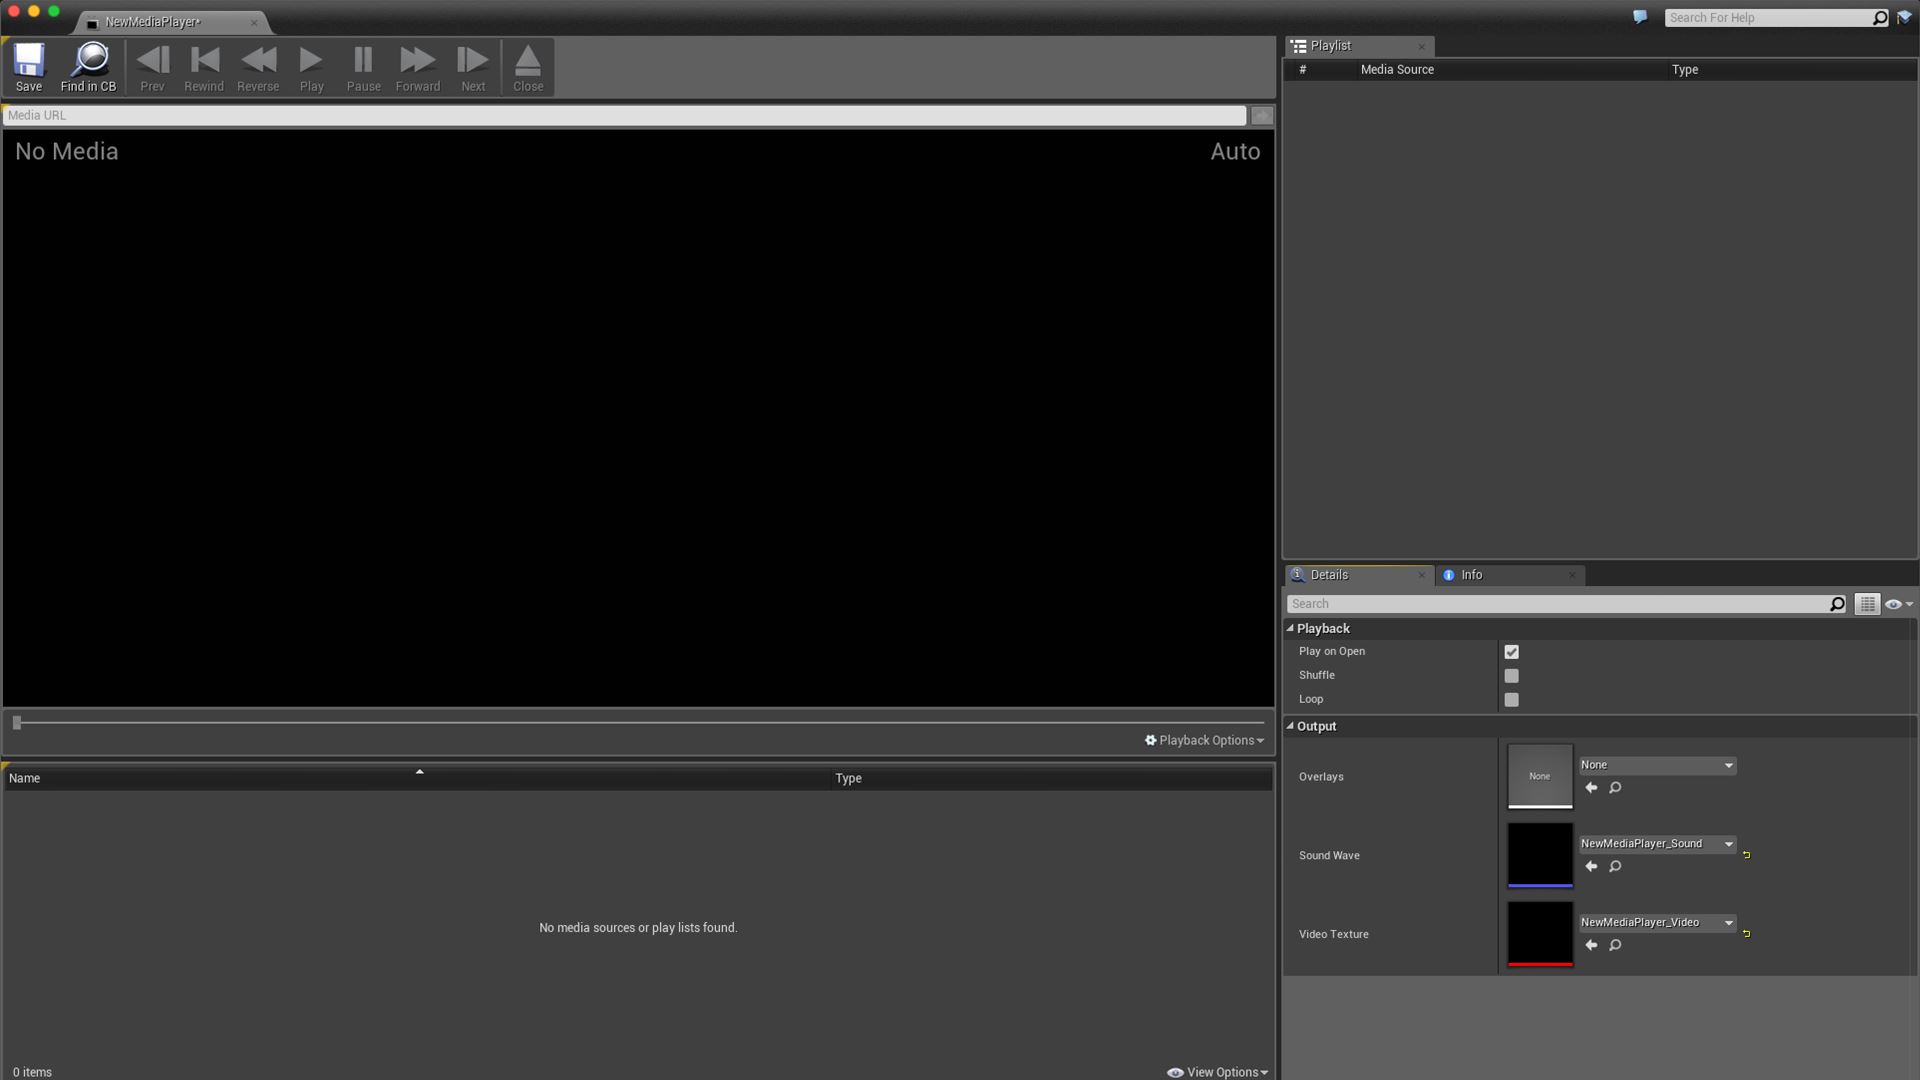 NewMediaPlayer*
Search For Help
Save
Find in CB
Prev
Rewind
Reverse
Play
Pause
Forward
Next
Close
Media URL
No Media
Auto
Playback Options
Name
Type
No media sources or play lists found.
0 items
View Options
Playlist
#
Media Source
Type
Details
Info
Search
Playback
Play on Open
Shuffle
Loop
Output
Overlays
None
None
Sound Wave
NewMediaPlayer_Sound
Video Texture
NewMediaPlayer_Video